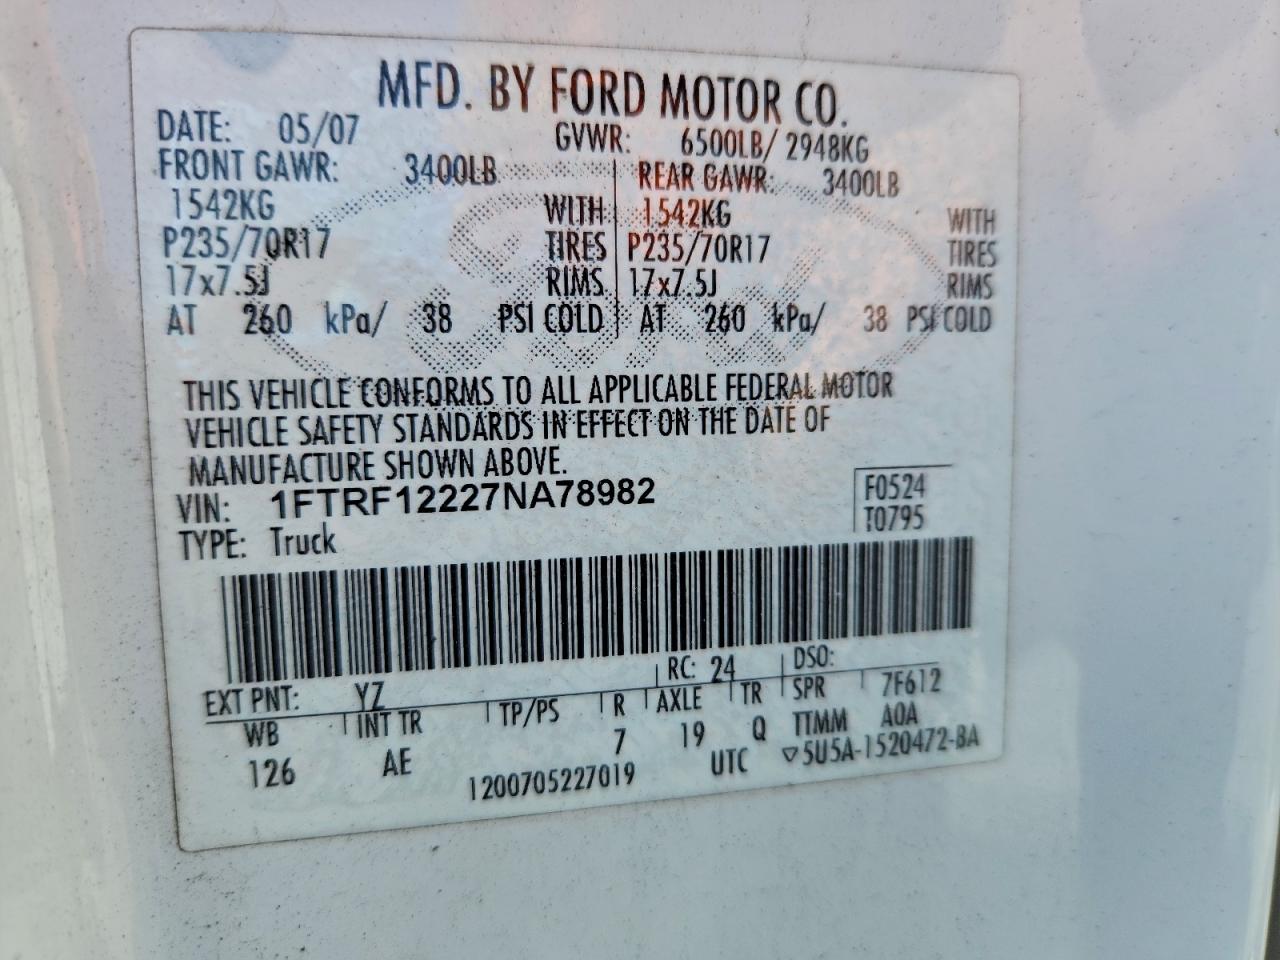 MFD. BY FORD MOTOR CO.
DATE: 05/07 GVWR: 6500LB/ 2948KG
FRONT GAWR: 3400LB REAR GAWR: 3400LB
1542KG WITH 1542KG WITH
P235/70R17 TIRES P235/70R17 TIRES
17x7.5J RIMS 17x7.5J RIMS
AT 260 kPa/ 38 PSI COLD AT 260 kPa/ 38 PSI COLD
THIS VEHICLE CONFORMS TO ALL APPLICABLE FEDERAL MOTOR
VEHICLE SAFETY STANDARDS IN EFFECT ON THE DATE OF
MANUFACTURE SHOWN ABOVE.
VIN: 1FTRF12227NA78982 F0524
TYPE: Truck T0795
EXT PNT: YZ RC: 24 DSO:
WB INT TR TP/PS R AXLE TR SPR 7F612
126 AE 7 19 Q TTMM A0A
1200705227019 UTC ▽5U5A-1520472-BA